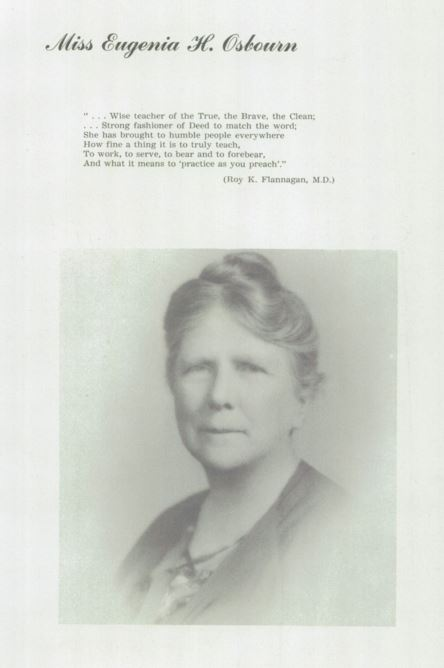 Miss Eugenia H. Osbourn
" . . . Wise teacher of the True, the Brave, the Clean;
. . . Strong fashioner of Deed to match the word;
She has brought to humble people everywhere
How fine a thing it is to truly teach,
To work, to serve, to bear and to forebear,
And what it means to 'practice as you preach'."
(Roy K. Flannagan, M.D.)